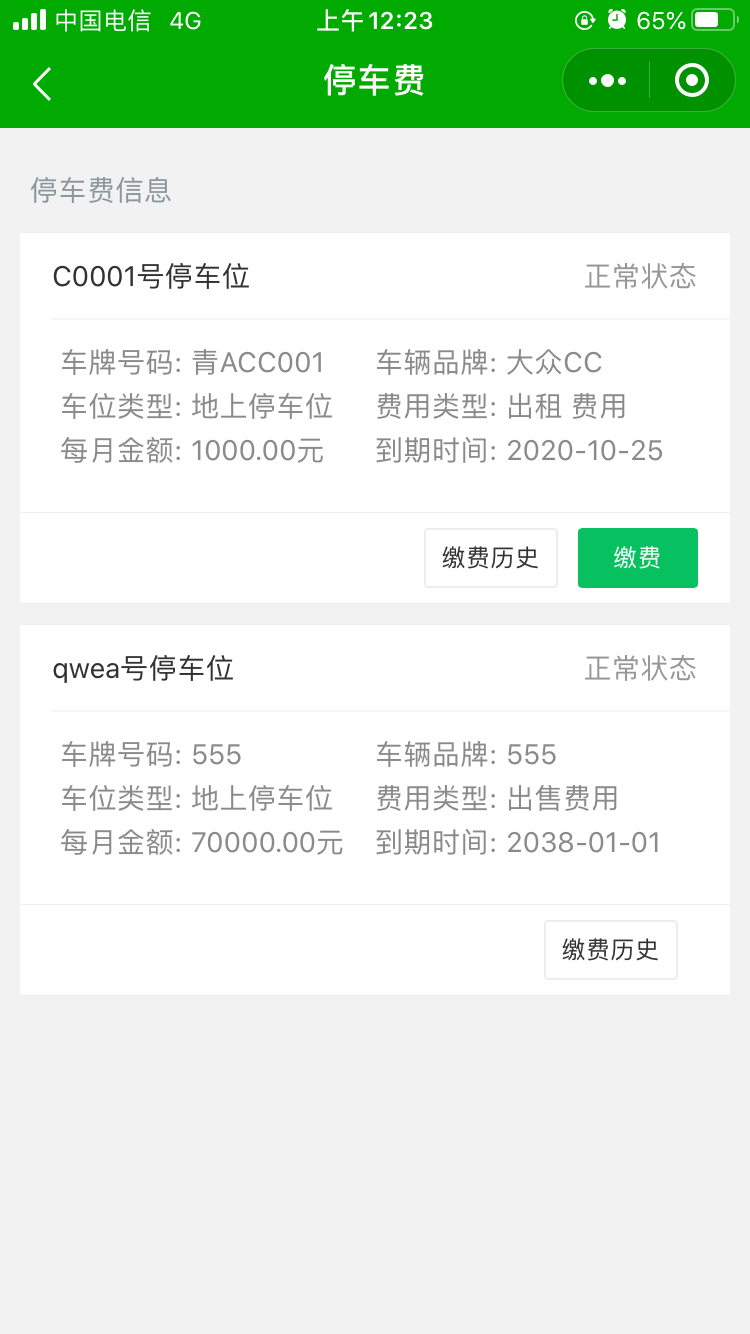 中国电信 4G 上午12:23 65%
停车费
停车费信息
C0001号停车位 正常状态
车牌号码: 青ACC001 车辆品牌: 大众CC
车位类型: 地上停车位 费用类型: 出租 费用
每月金额: 1000.00元 到期时间: 2020-10-25
缴费历史 缴费
qwea号停车位 正常状态
车牌号码: 555 车辆品牌: 555
车位类型: 地上停车位 费用类型: 出售费用
每月金额: 70000.00元 到期时间: 2038-01-01
缴费历史